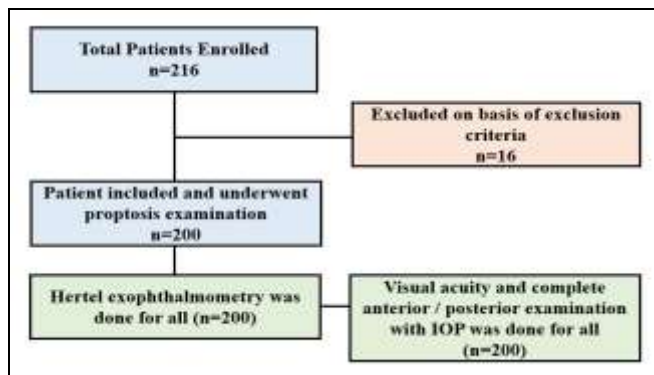 Total Patients Enrolled
n=216
Excluded on basis of exclusion
criteria
n=16
Patient included and underwent
proptosis examination
n=200
Hertel exophthalmometry was
done for all (n=200)
Visual acuity and complete
anterior / posterior examination
with IOP was done for all
(n=200)